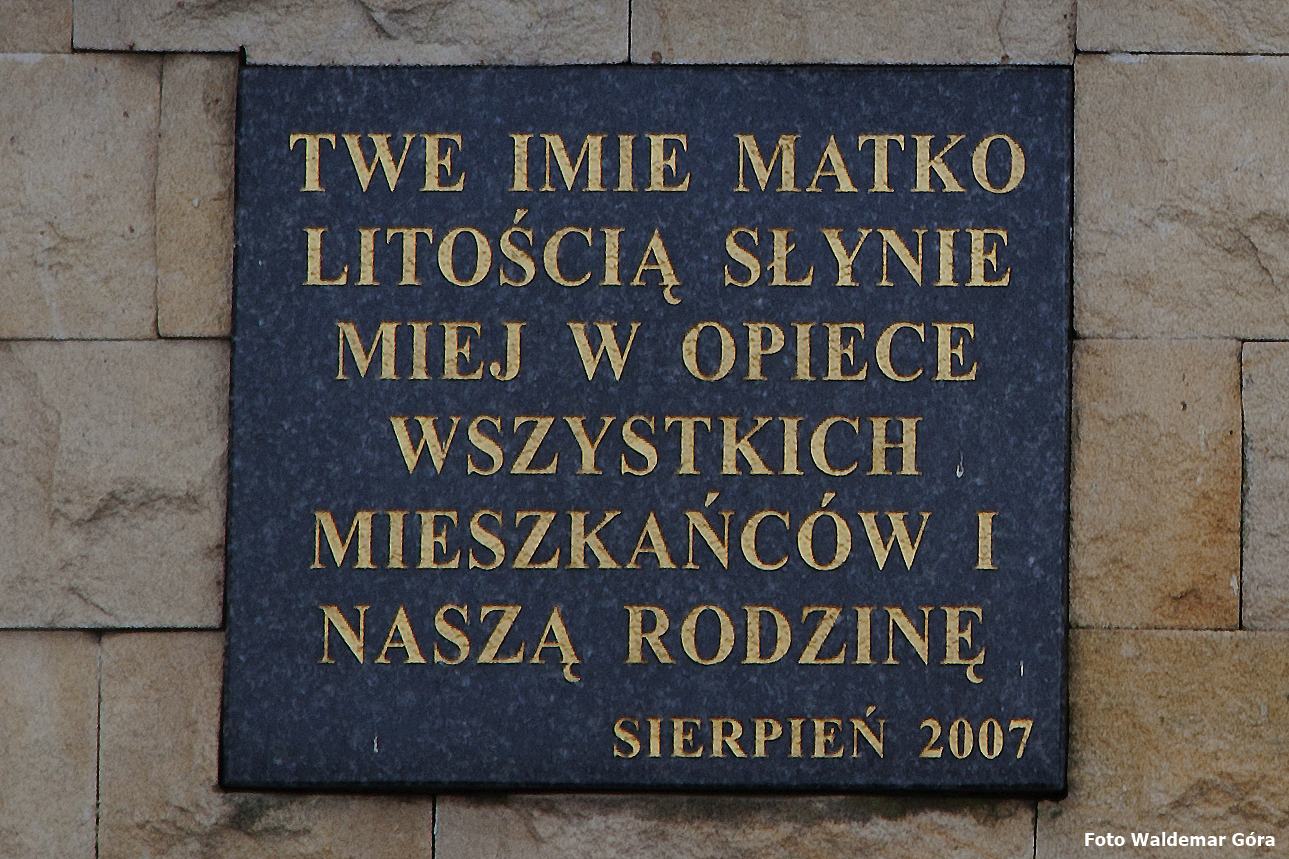 TWE IMIE MATKO
LITOŚCIĄ SŁYNIE
MIEJ W OPIECE
WSZYSTKICH
MIESZKAŃCÓW I
NASZĄ RODZINĘ
SIERPIEŃ 2007
Foto Waldemar Góra